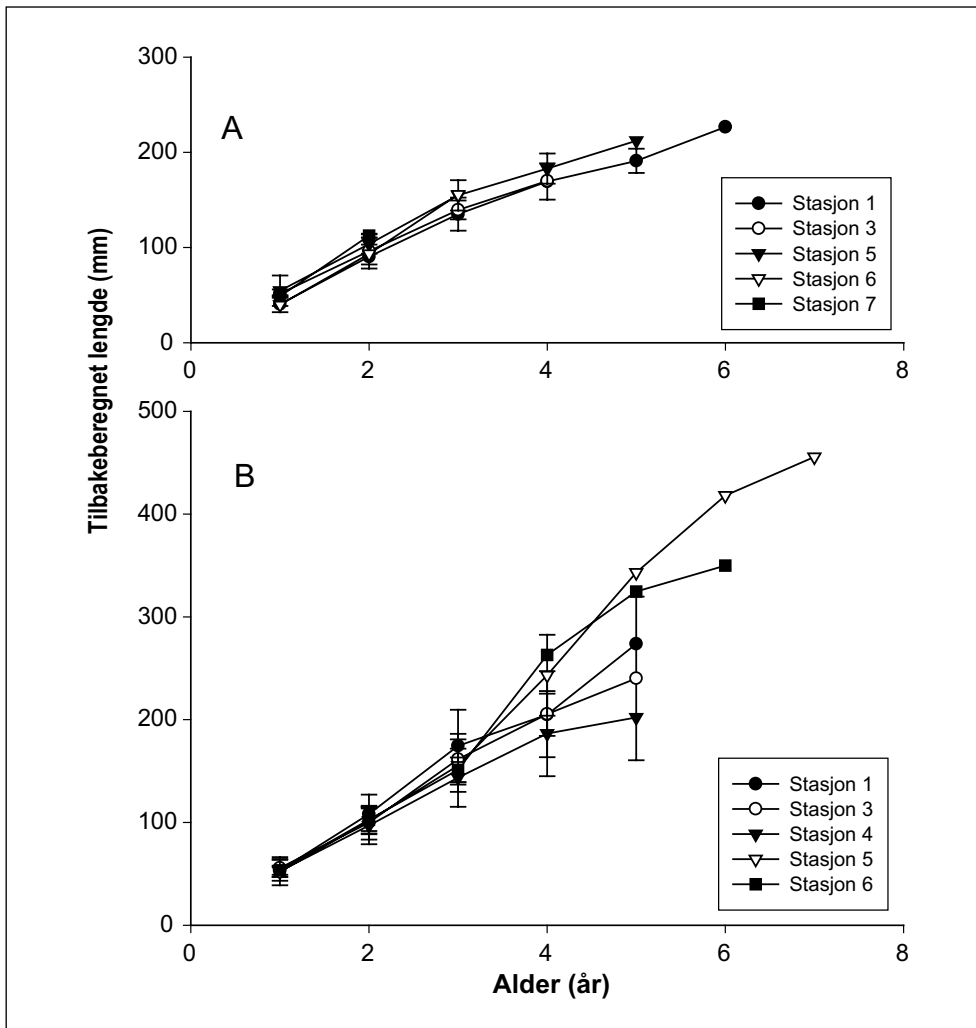 Tilbakeberegnet lengde (mm)
300
200
100
0
A
Stasjon 1
Stasjon 3
Stasjon 5
Stasjon 6
Stasjon 7
0 2 4 6 8
500
400
300
200
100
0
B
Stasjon 1
Stasjon 3
Stasjon 4
Stasjon 5
Stasjon 6
0 2 4 6 8
Alder (år)